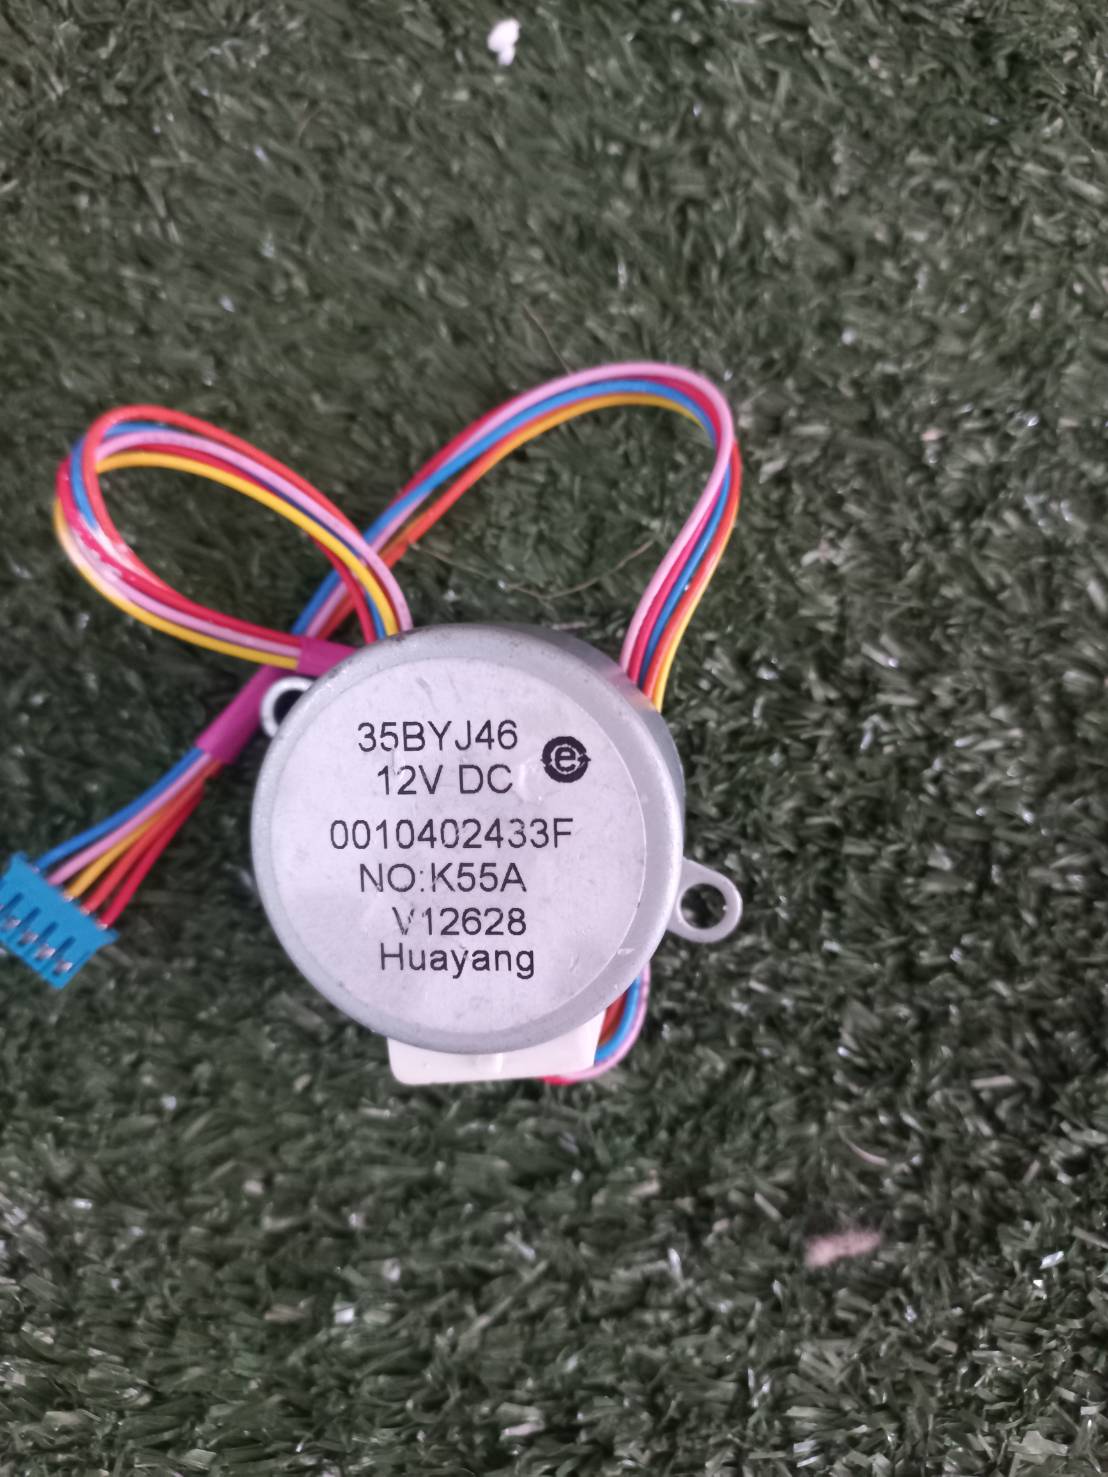 35BYJ46
12V DC
e
0010402433F
NO:K55A
V12628
Huayang